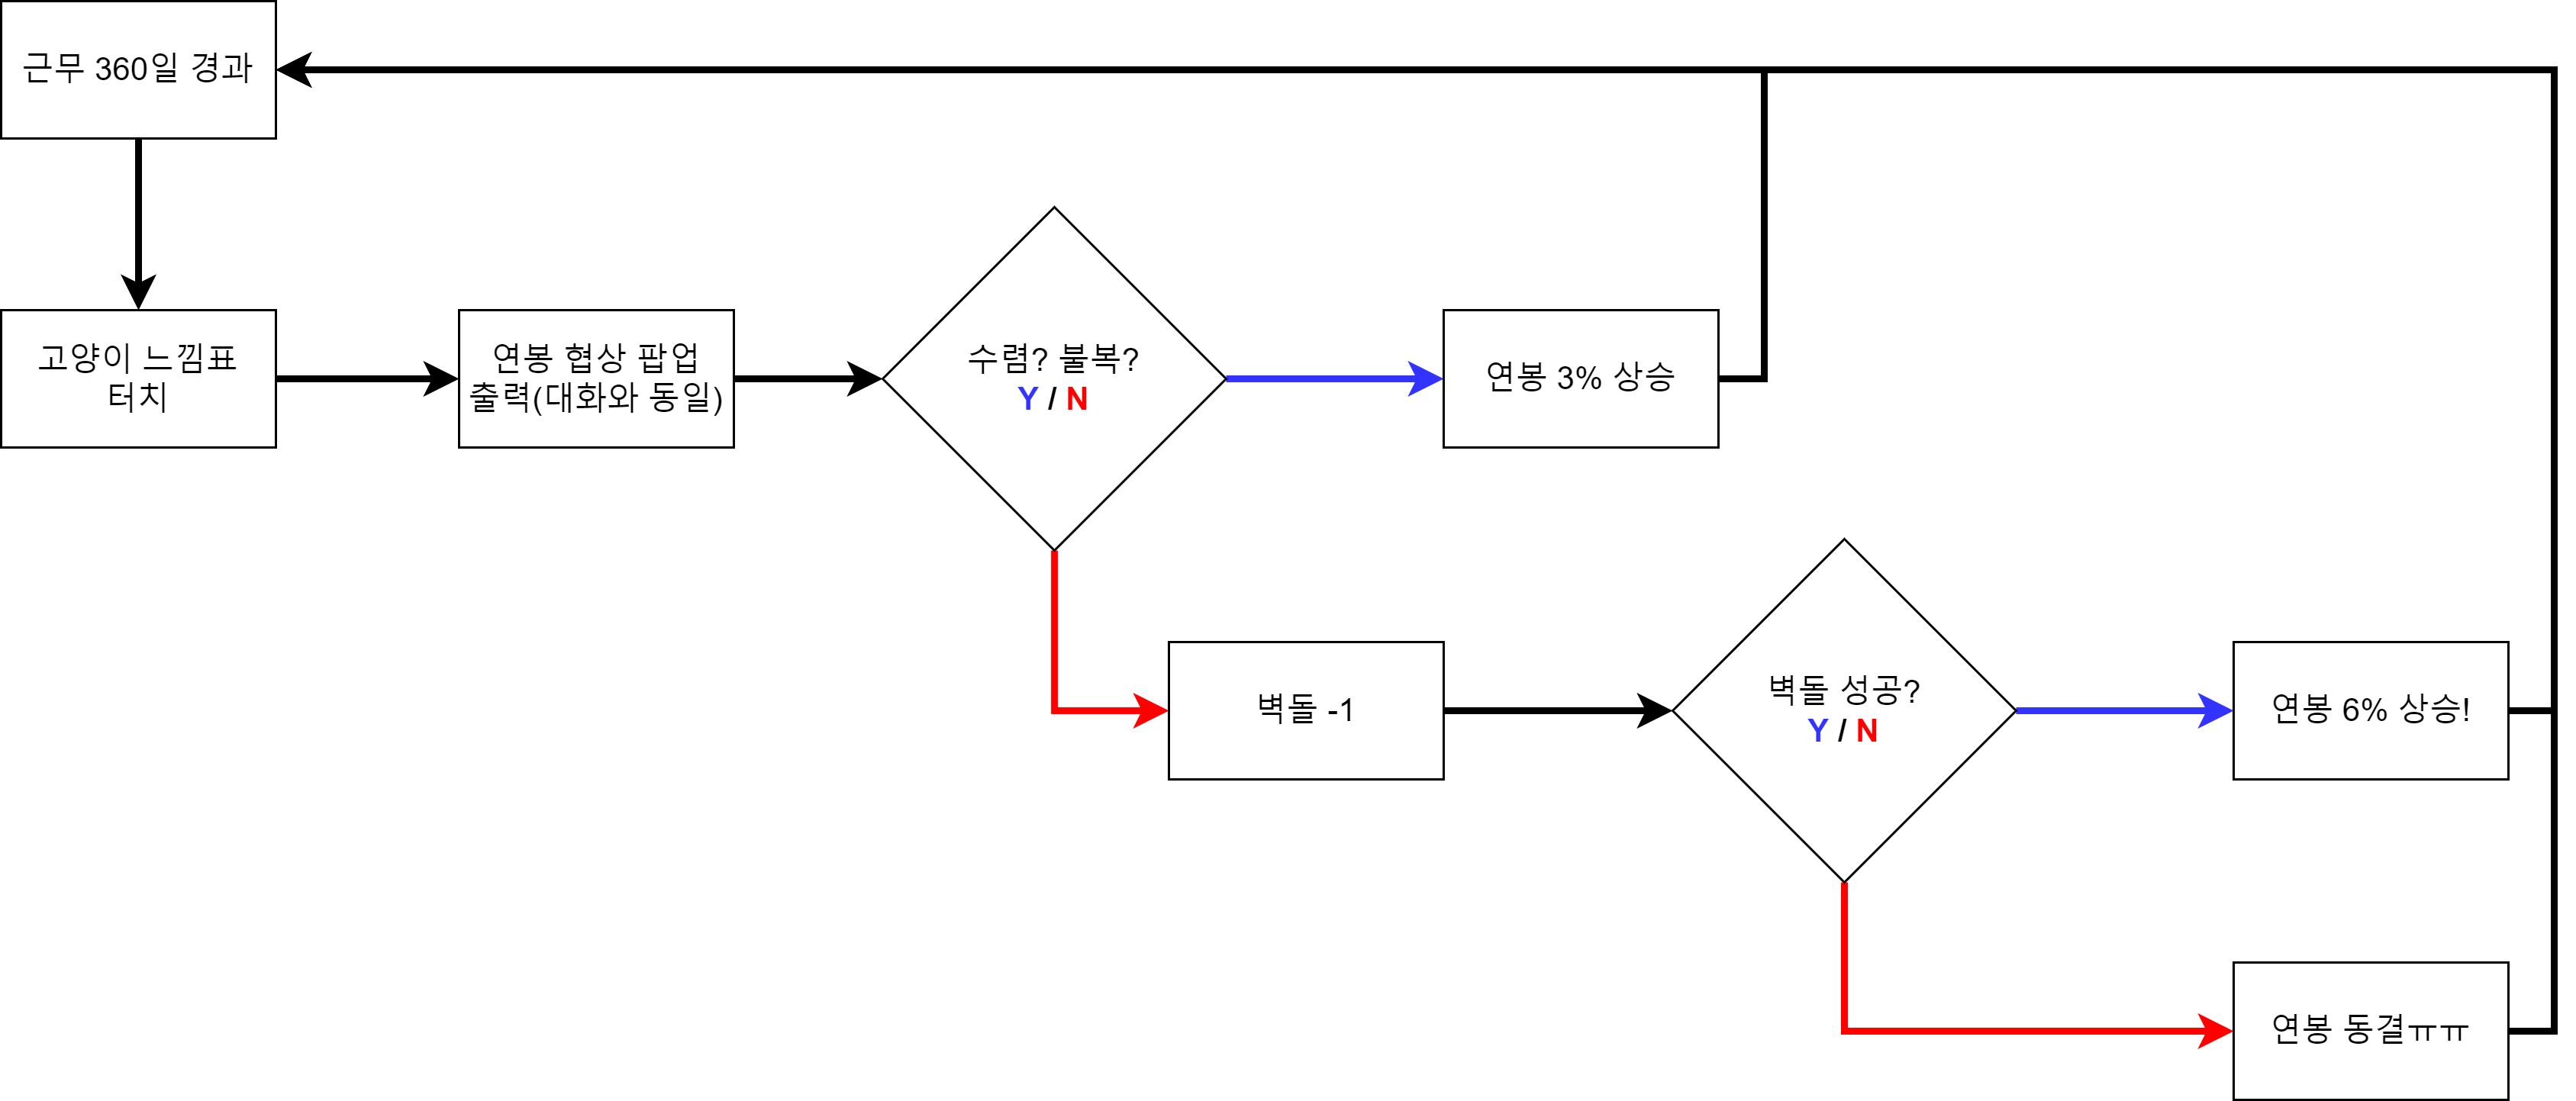 근무 360일 경과
고양이 느낌표
터치
연봉 협상 팝업
출력(대화와 동일)
수렴? 불복?
Y / N
연봉 3% 상승
벽돌 -1
벽돌 성공?
Y / N
연봉 6% 상승!
연봉 동결ㅠㅠ